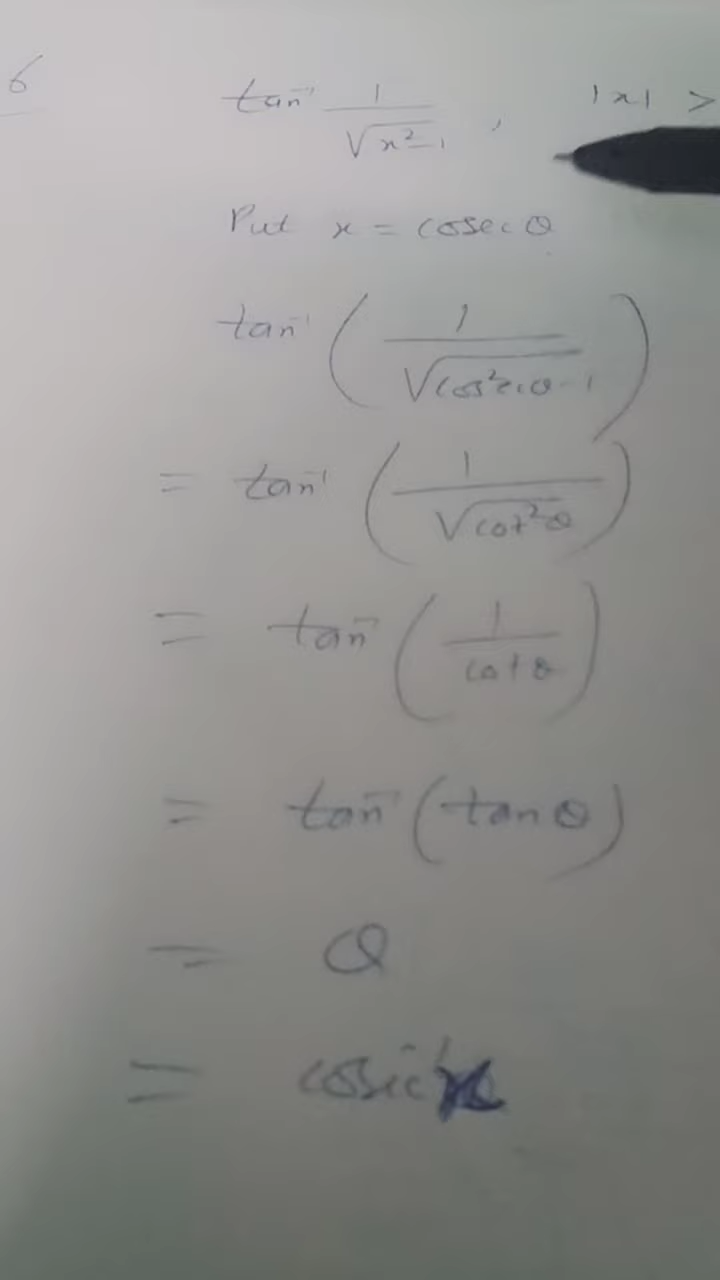 6 tan⁻¹ 1/√(x²-1) , |x| >
Put x = cosec θ
tan⁻¹ ( 1/√(cosec²θ-1) )
= tan⁻¹ ( 1/√(cot²θ) )
= tan⁻¹ ( 1/cot θ )
= tan⁻¹ ( tan θ )
= θ
= cosec⁻¹x